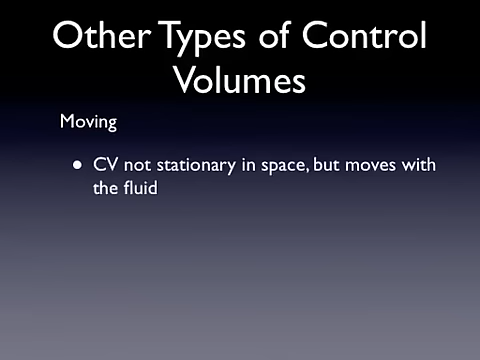 Other Types of Control
Volumes
Moving
• CV not stationary in space, but moves with
the fluid